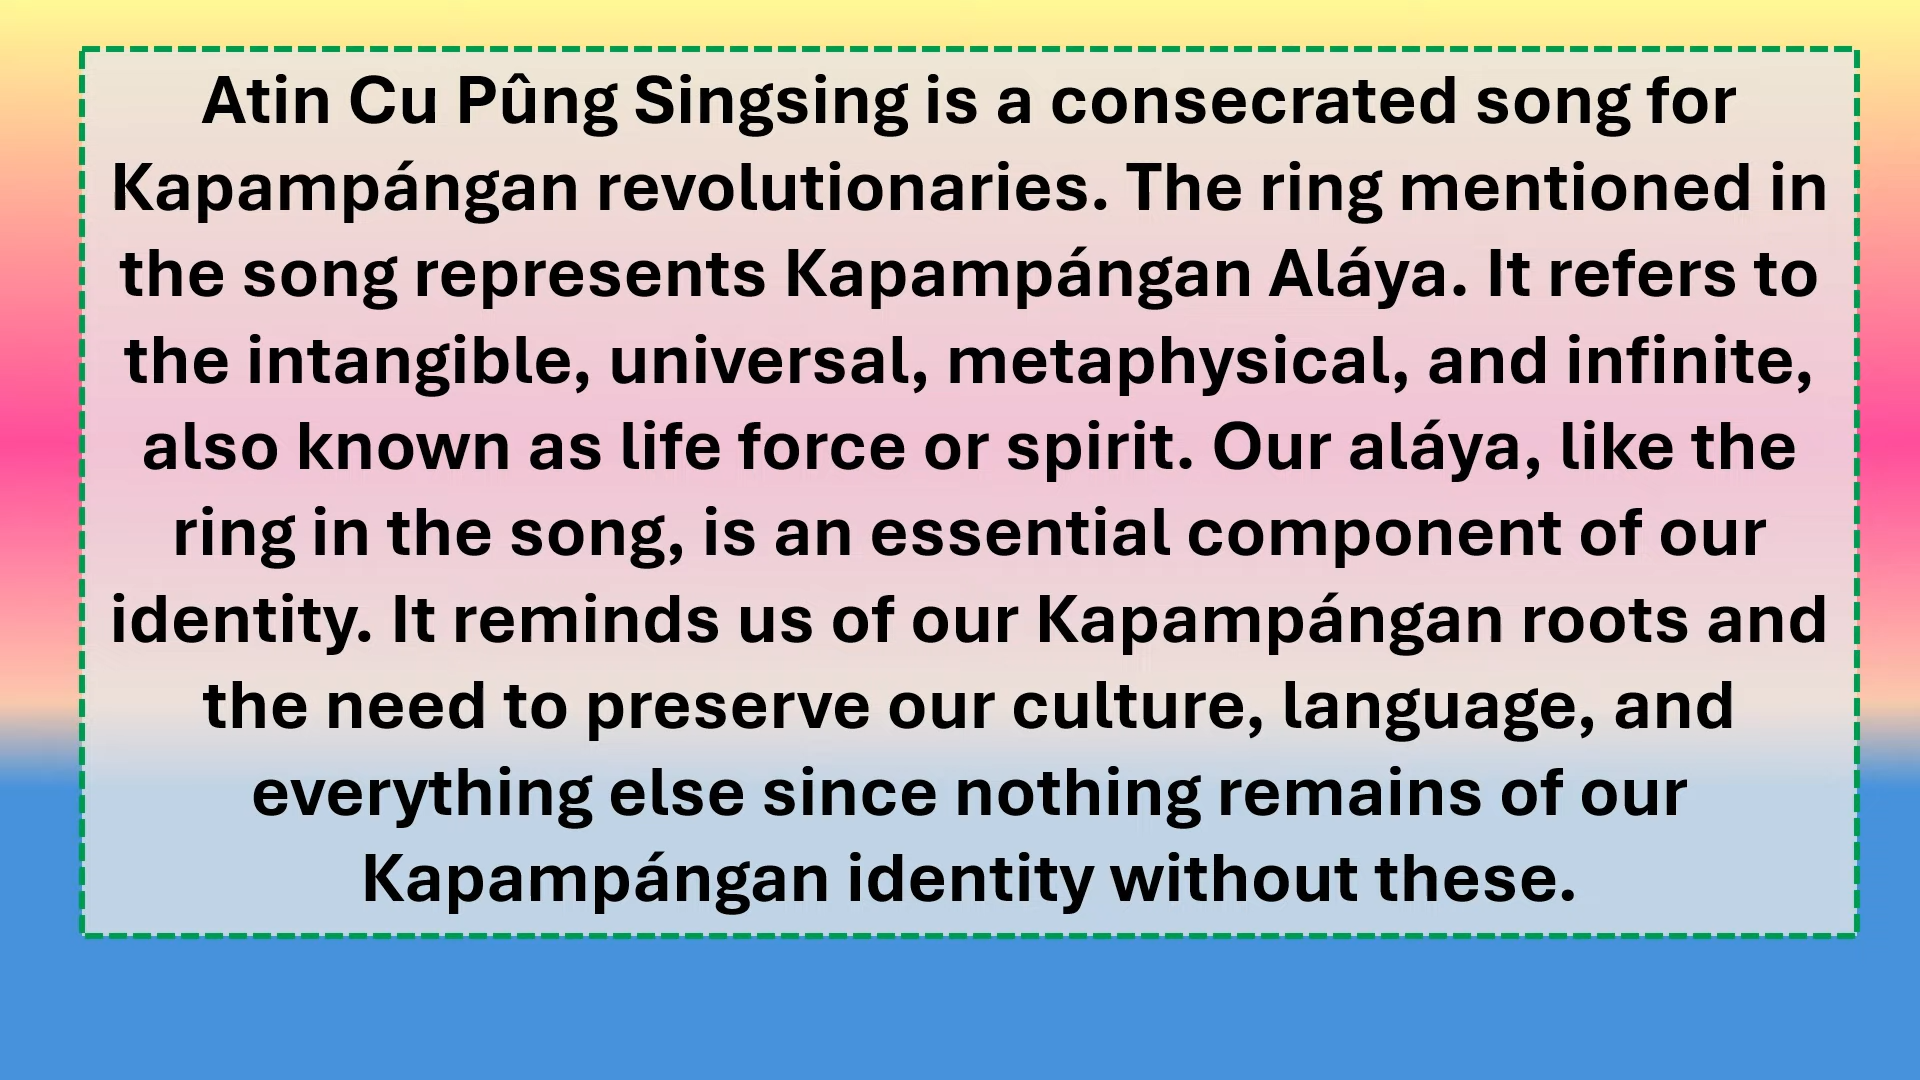 Atin Cu Pûng Singsing is a consecrated song for
Kapampángan revolutionaries. The ring mentioned in
the song represents Kapampángan Aláya. It refers to
the intangible, universal, metaphysical, and infinite,
also known as life force or spirit. Our aláya, like the
ring in the song, is an essential component of our
identity. It reminds us of our Kapampángan roots and
the need to preserve our culture, language, and
everything else since nothing remains of our
Kapampángan identity without these.